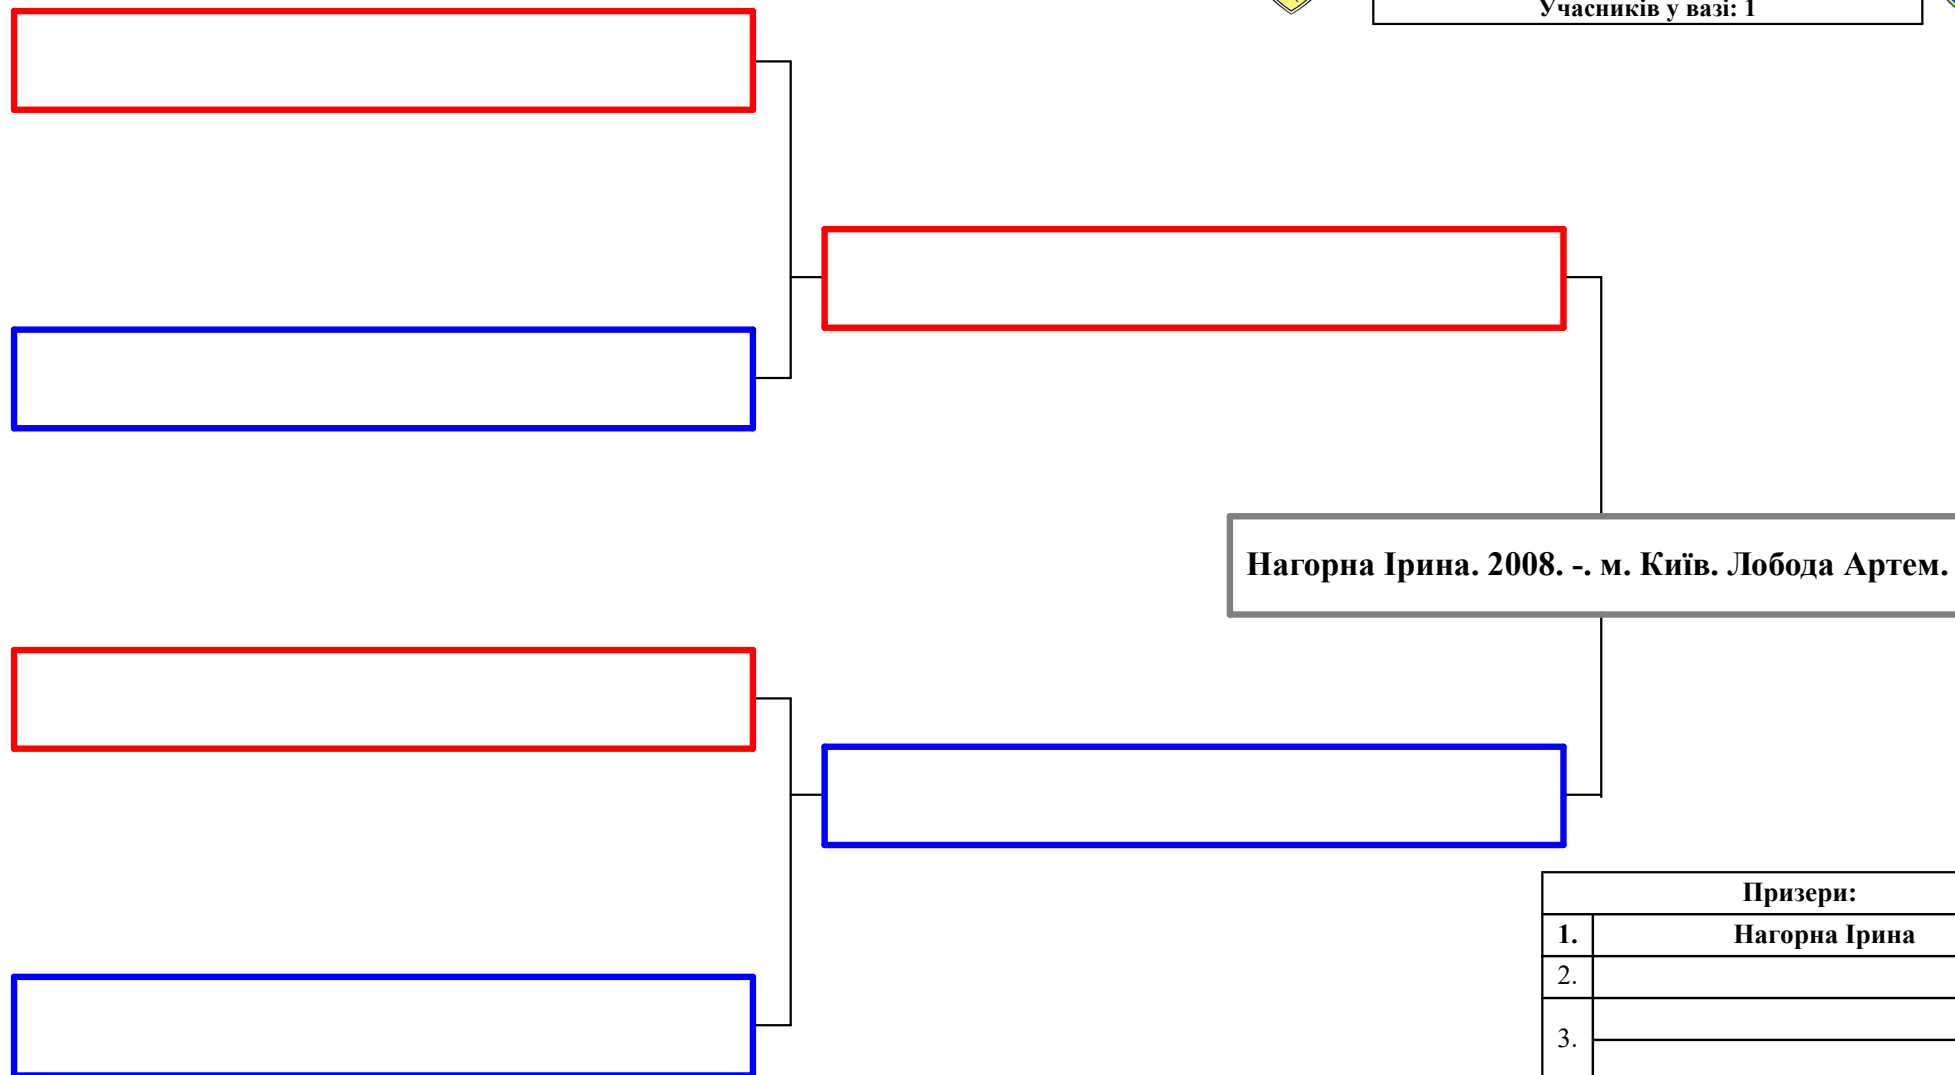 Учасників у вазі: 1
Нагорна Ірина. 2008. -. м. Київ. Лобода Артем.
Призери:
1. Нагорна Ірина
2.
3.